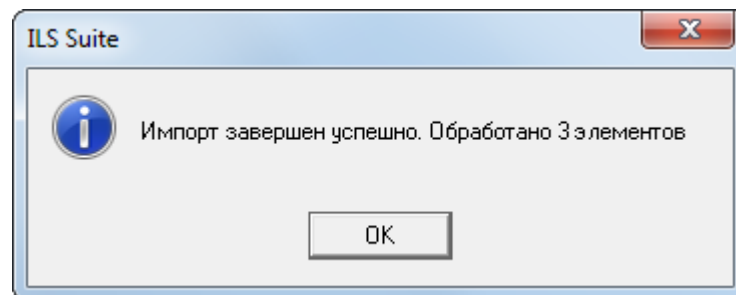 ILS Suite
Импорт завершен успешно. Обработано 3 элементов
OK